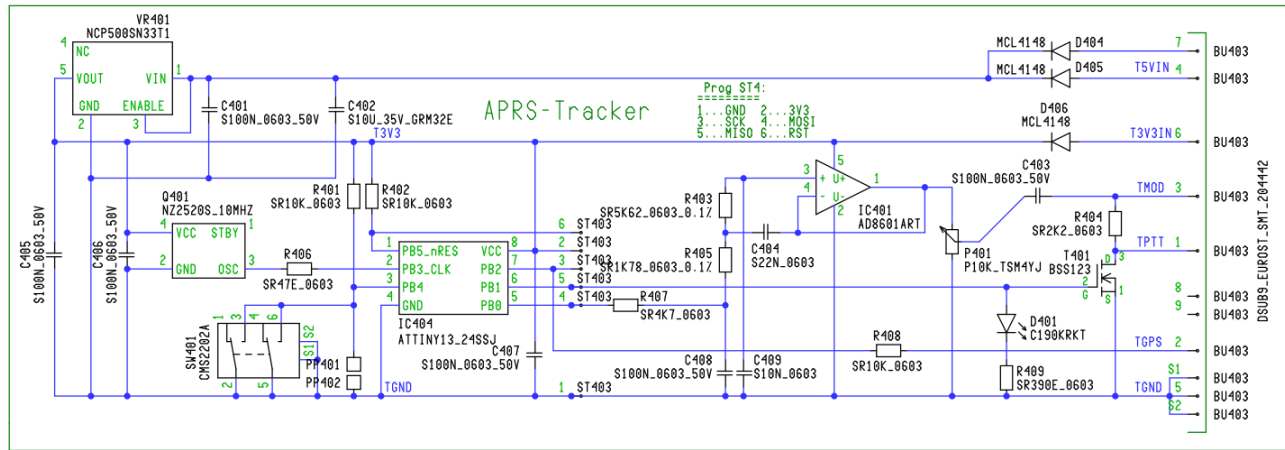 VR401
NCP500SN33T1
4
NC
5
VOUT
VIN
1
GND
ENABLE
2
3
C401
S100N_0603_50V
C402
S10U_35V_GRM32E
APRS-Tracker
Prog ST4:
1...GND 2...3V3
3...SCK 4...MOSI
5...MISO 6...RST
MCL4148
D404
7
BU403
MCL4148
D405
T5VIN
4
BU403
D406
MCL4148
T3V3IN
6
BU403
T3V3
C405
S100N_0603_50V
C406
S100N_0603_50V
Q401
NZ2520S_10MHZ
4
VCC
STBY
1
2
GND
OSC
3
R406
SR47E_0603
R401
SR10K_0603
R402
SR10K_0603
6
ST403
2
ST403
3
ST403
5
ST403
4
ST403
1
PB5_nRES
VCC
8
2
PB3_CLK
PB2
7
3
PB4
PB1
6
4
GND
PB0
5
IC404
ATTINY13_24SSJ
SW401
CMS2202A
1
3
4
6
S2
S1
2
5
PP401
PP402
C407
S100N_0603_50V
TGND
1
ST403
R407
SR4K7_0603
R403
SR5K62_0603_0.1%
R405
SR1K78_0603_0.1%
C404
S22N_0603
3
+
U+
5
4
-
U-
2
1
IC401
AD8601ART
C408
S100N_0603_50V
C409
S10N_0603
P401
P10K_TSM4YJ
C403
S100N_0603_50V
TMOD
3
BU403
R404
SR2K2_0603
T401
BSS123
D
3
2
G
S
1
TPTT
1
BU403
8
BU403
9
BU403
D401
C190KRKT
R408
SR10K_0603
TGPS
2
BU403
R409
SR390E_0603
S1
BU403
TGND
5
BU403
S2
BU403
DSUB9_EUROST_SMT_204442